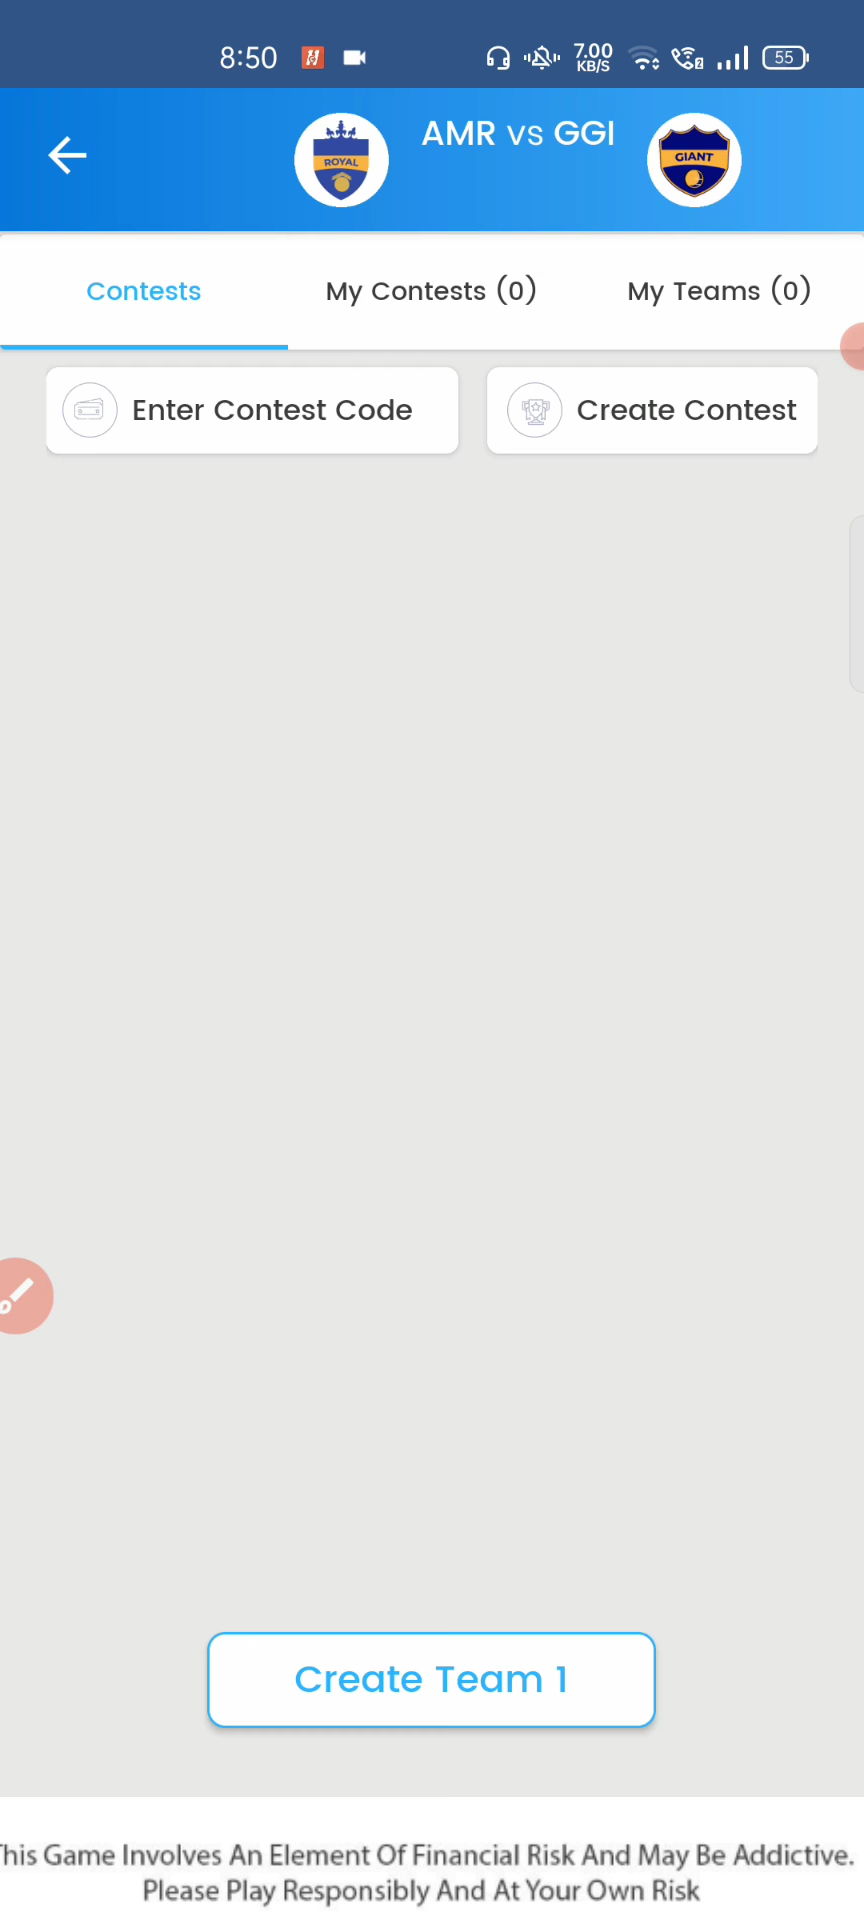 8:50
7.00
KB/S
55
AMR vs GGI
ROYAL
GIANT
Contests
My Contests (0)
My Teams (0)
Enter Contest Code
Create Contest
Create Team 1
his Game Involves An Element Of Financial Risk And May Be Addictive.
Please Play Responsibly And At Your Own Risk